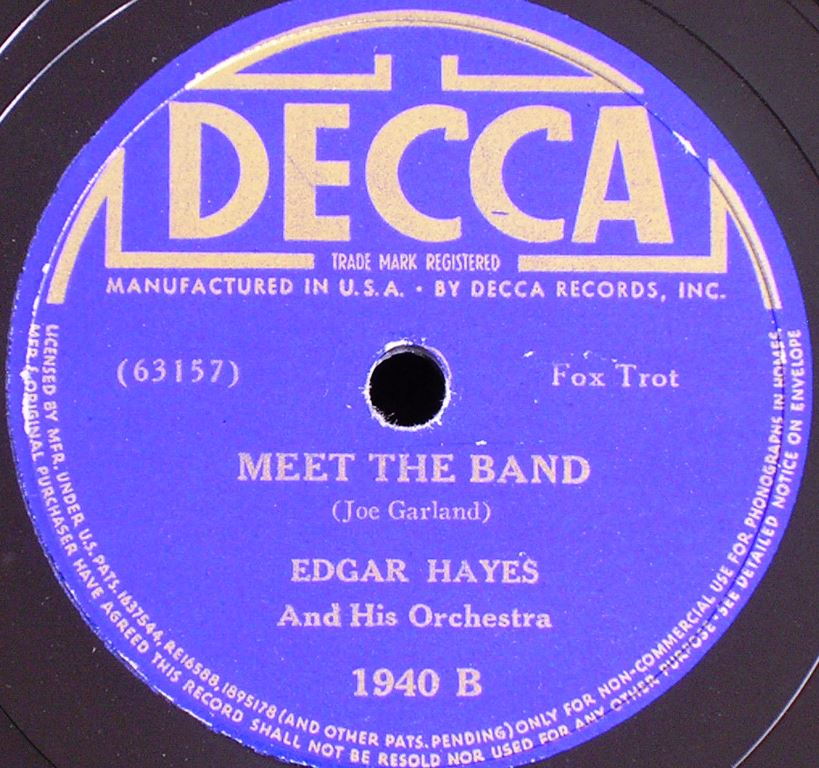 DECCA
TRADE MARK REGISTERED
MANUFACTURED IN U.S.A. • BY DECCA RECORDS, INC.
(63157)
Fox Trot
MEET THE BAND
(Joe Garland)
EDGAR HAYES
And His Orchestra
1940 B
LICENSED BY MFR. UNDER U.S. PATS. 1637544, RE16588, 1895178 (AND OTHER PATS. PENDING) ONLY FOR NON-COMMERCIAL USE FOR PHONOGRAPHS IN HOMES.
MFR. & ORIGINAL PURCHASER HAVE AGREED THIS RECORD SHALL NOT BE RESOLD NOR USED FOR ANY OTHER PURPOSE • SEE DETAILED NOTICE ON ENVELOPE